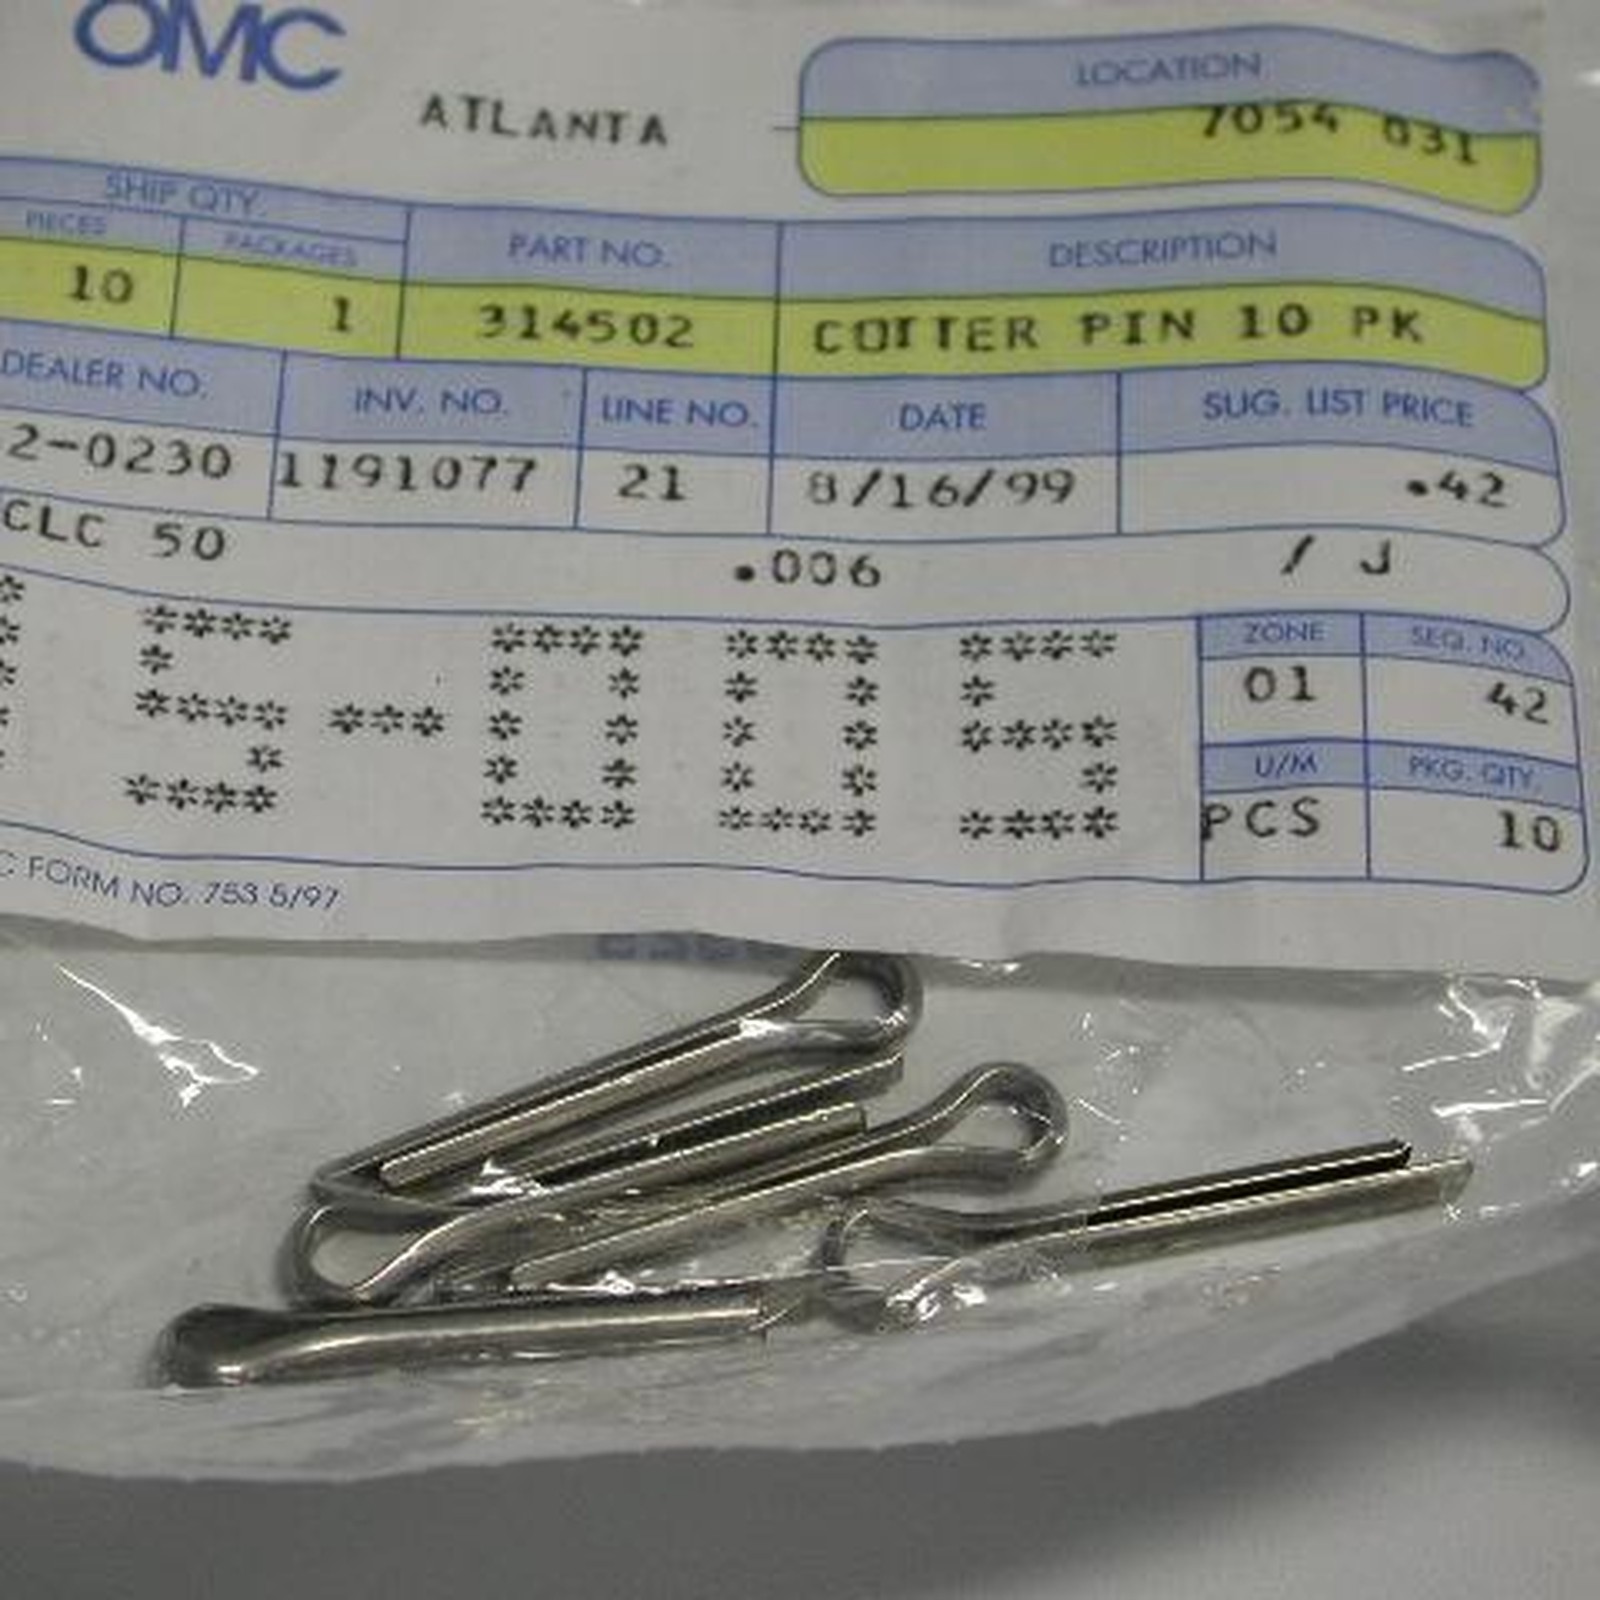 OMC
ATLANTA
LOCATION
7054 031
SHIP QTY.
PIECES PACKAGES PART NO. DESCRIPTION
10 1 314502 COTTER PIN 10 PK
DEALER NO. INV. NO. LINE NO. DATE SUG. LIST PRICE
2-0230 1191077 21 8/16/99 .42
CLC 50 .006 / J
5-005
ZONE SEQ. NO.
01 42
U/M PKG. QTY.
PCS 10
FORM NO. 753 5/97